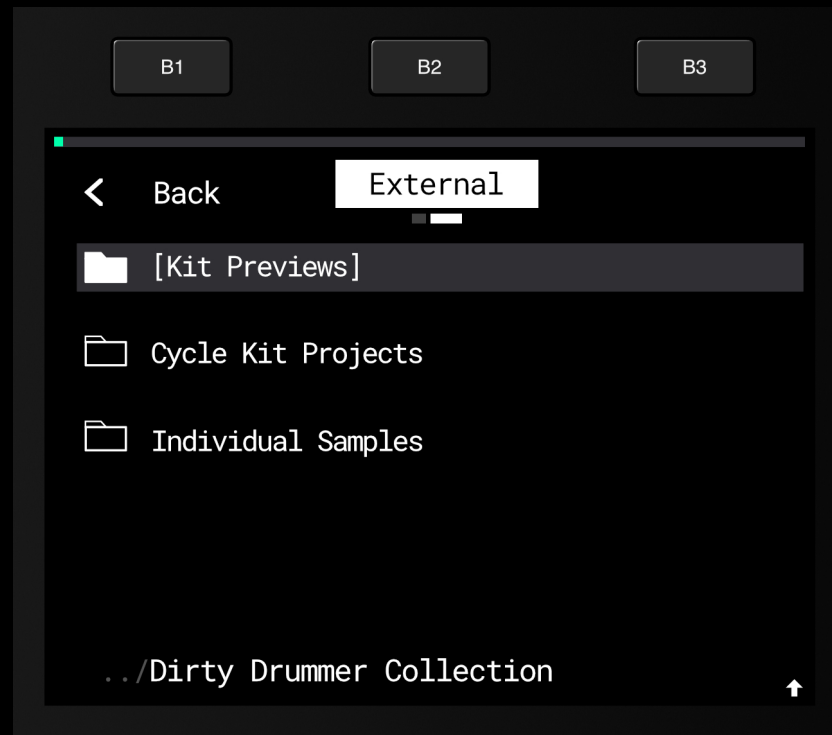 B1 B2 B3
Back External
[Kit Previews]
Cycle Kit Projects
Individual Samples
../Dirty Drummer Collection